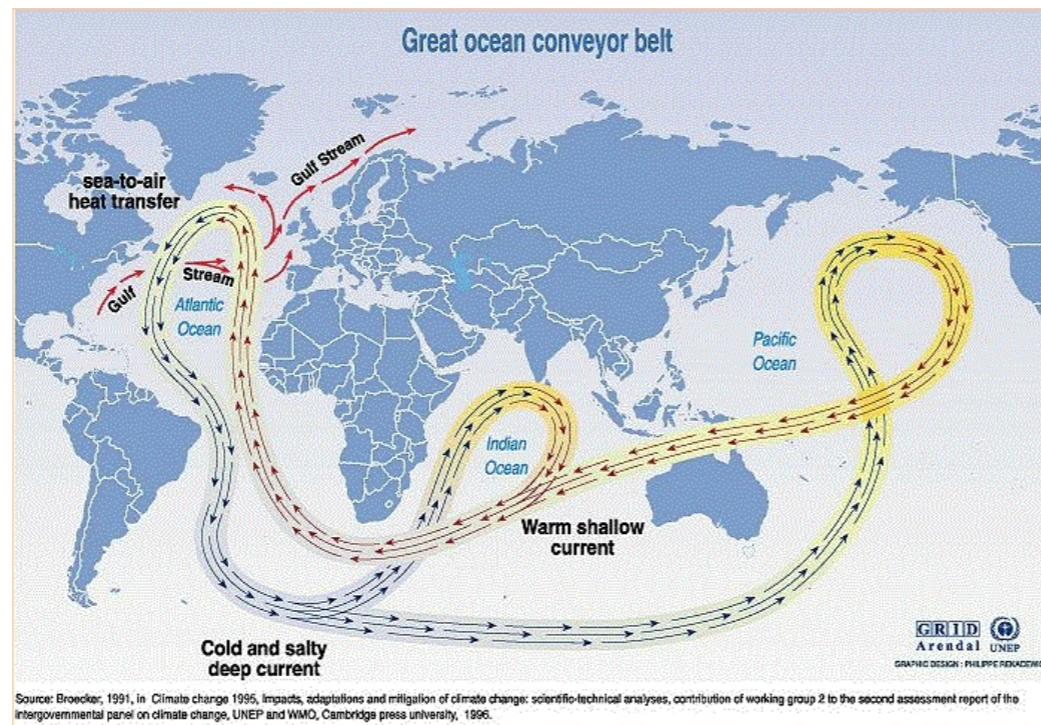 Great ocean conveyor belt
Gulf Stream
sea-to-air
heat transfer
Gulf
Stream
Atlantic
Ocean
Pacific
Ocean
Indian
Ocean
Warm shallow
current
Cold and salty
deep current
GRID
Arendal UNEP
GRAPHIC DESIGN : PHILIPPE REKACEWIC
Source: Broecker, 1991, in Climate change 1995, Impacts, adaptations and mitigation of climate change: scientific-technical analyses, contribution of working group 2 to the second assessment report of the
intergovernmental panel on climate change, UNEP and WMO, Cambridge press university, 1996.